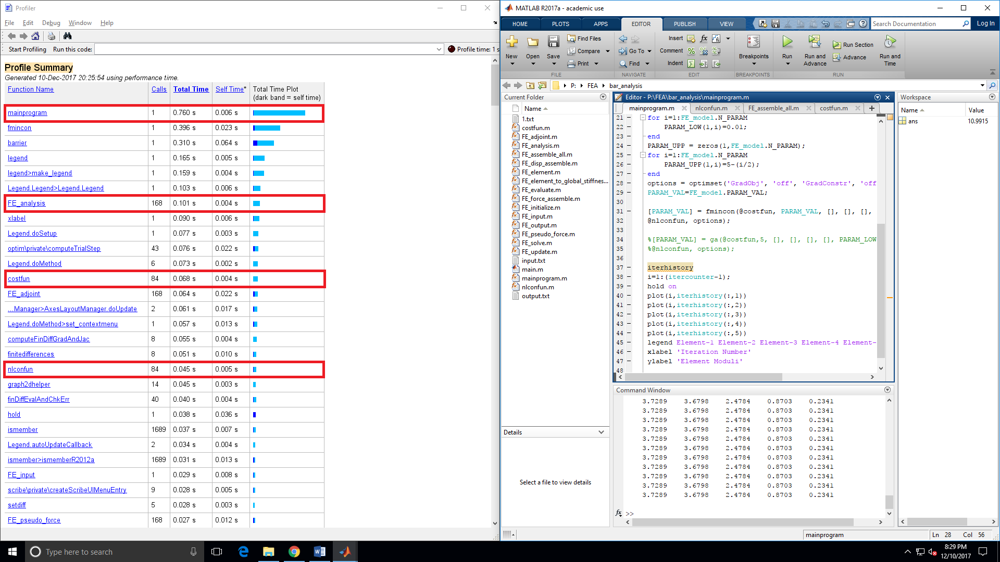 Profiler
File Edit Debug Window Help
Start Profiling Run this code: Profile time: 1 s
Profile Summary
Generated 10-Dec-2017 20:25:54 using performance time.
Function Name Calls Total Time Self Time* Total Time Plot
(dark band = self time)
mainprogram 1 0.760 s 0.006 s
fmincon 1 0.396 s 0.023 s
barrier 1 0.310 s 0.064 s
legend 1 0.165 s 0.005 s
legend>make_legend 1 0.159 s 0.004 s
Legend.Legend>Legend.Legend 1 0.103 s 0.006 s
FE_analysis 168 0.101 s 0.004 s
xlabel 1 0.090 s 0.006 s
Legend.doSetup 1 0.077 s 0.003 s
optim\private\computeTrialStep 43 0.076 s 0.022 s
Legend.doMethod 6 0.073 s 0.002 s
costfun 84 0.068 s 0.004 s
FE_adjoint 168 0.064 s 0.022 s
...Manager>AxesLayoutManager.doUpdate 2 0.061 s 0.017 s
Legend.doMethod>set_contextmenu 1 0.057 s 0.013 s
computeFinDiffGradAndJac 8 0.055 s 0.004 s
finitedifferences 8 0.051 s 0.010 s
nlconfun 84 0.045 s 0.005 s
graph2dhelper 14 0.045 s 0.003 s
finDiffEvalAndChkErr 40 0.040 s 0.004 s
hold 1 0.038 s 0.036 s
ismember 1689 0.037 s 0.007 s
Legend.autoUpdateCallback 2 0.034 s 0.004 s
ismember>ismemberR2012a 1689 0.031 s 0.013 s
FE_input 1 0.029 s 0.008 s
scribe\private\createScribeUIMenuEntry 9 0.028 s 0.005 s
setdiff 5 0.028 s 0.003 s
FE_pseudo_force 168 0.027 s 0.012 s
MATLAB R2017a - academic use
HOME PLOTS APPS EDITOR PUBLISH VIEW Search Documentation Log In
New Open Save Find Files Compare Print
Go To Find
Insert fx Comment Indent
Breakpoints
Run Run and Advance Run Section Advance Run and Time
FILE NAVIGATE EDIT BREAKPOINTS RUN
P: FEA bar_analysis
Current Folder
Name
1.txt
costfun.m
FE_adjoint.m
FE_analysis.m
FE_assemble_all.m
FE_disp_assemble.m
FE_element.m
FE_element_to_global_stiffnes...
FE_evaluate.m
FE_force_assemble.m
FE_initialize.m
FE_input.m
FE_output.m
FE_pseudo_force.m
FE_solve.m
FE_update.m
input.txt
main.m
mainprogram.m
nlconfun.m
output.txt
Details
Select a file to view details
Editor - P:\FEA\bar_analysis\mainprogram.m
mainprogram.m nlconfun.m FE_assemble_all.m costfun.m +
21 for i=1:FE_model.N_PARAM
22 PARAM_LOW(1,i)=0.01;
23 end
24 PARAM_UPP = zeros(1,FE_model.N_PARAM);
25 for i=1:FE_model.N_PARAM
26 PARAM_UPP(1,i)=5-(i/2);
27 end
28 options = optimset('GradObj', 'off', 'GradConstr', 'off
29 PARAM_VAL=FE_model.PARAM_VAL;
30
31 [PARAM_VAL] = fmincon(@costfun, PARAM_VAL, [], [], [],
32 @nlconfun, options);
33
34 %[PARAM_VAL] = ga(@costfun,5, [], [], [], [], PARAM_LOW
35 %@nlconfun, options);
36
37 iterhistory
38 i=1:(itercounter-1);
39 hold on
40 plot(i,iterhistory(:,1))
41 plot(i,iterhistory(:,2))
42 plot(i,iterhistory(:,3))
43 plot(i,iterhistory(:,4))
44 plot(i,iterhistory(:,5))
45 legend Element-1 Element-2 Element-3 Element-4 Element-
46 xlabel 'Iteration Number'
47 ylabel 'Element Moduli'
48
Command Window
3.7289 3.6798 2.4784 0.8703 0.2341
3.7289 3.6798 2.4784 0.8703 0.2341
3.7289 3.6798 2.4784 0.8703 0.2341
3.7289 3.6798 2.4784 0.8703 0.2341
3.7289 3.6798 2.4784 0.8703 0.2341
3.7289 3.6798 2.4784 0.8703 0.2341
3.7289 3.6798 2.4784 0.8703 0.2341
3.7289 3.6798 2.4784 0.8703 0.2341
3.7289 3.6798 2.4784 0.8703 0.2341
3.7289 3.6798 2.4784 0.8703 0.2341
3.7289 3.6798 2.4784 0.8703 0.2341
fx >>
Workspace
Name Value
ans 10.9915
mainprogram Ln 28 Col 56
Type here to search
8:29 PM
12/10/2017